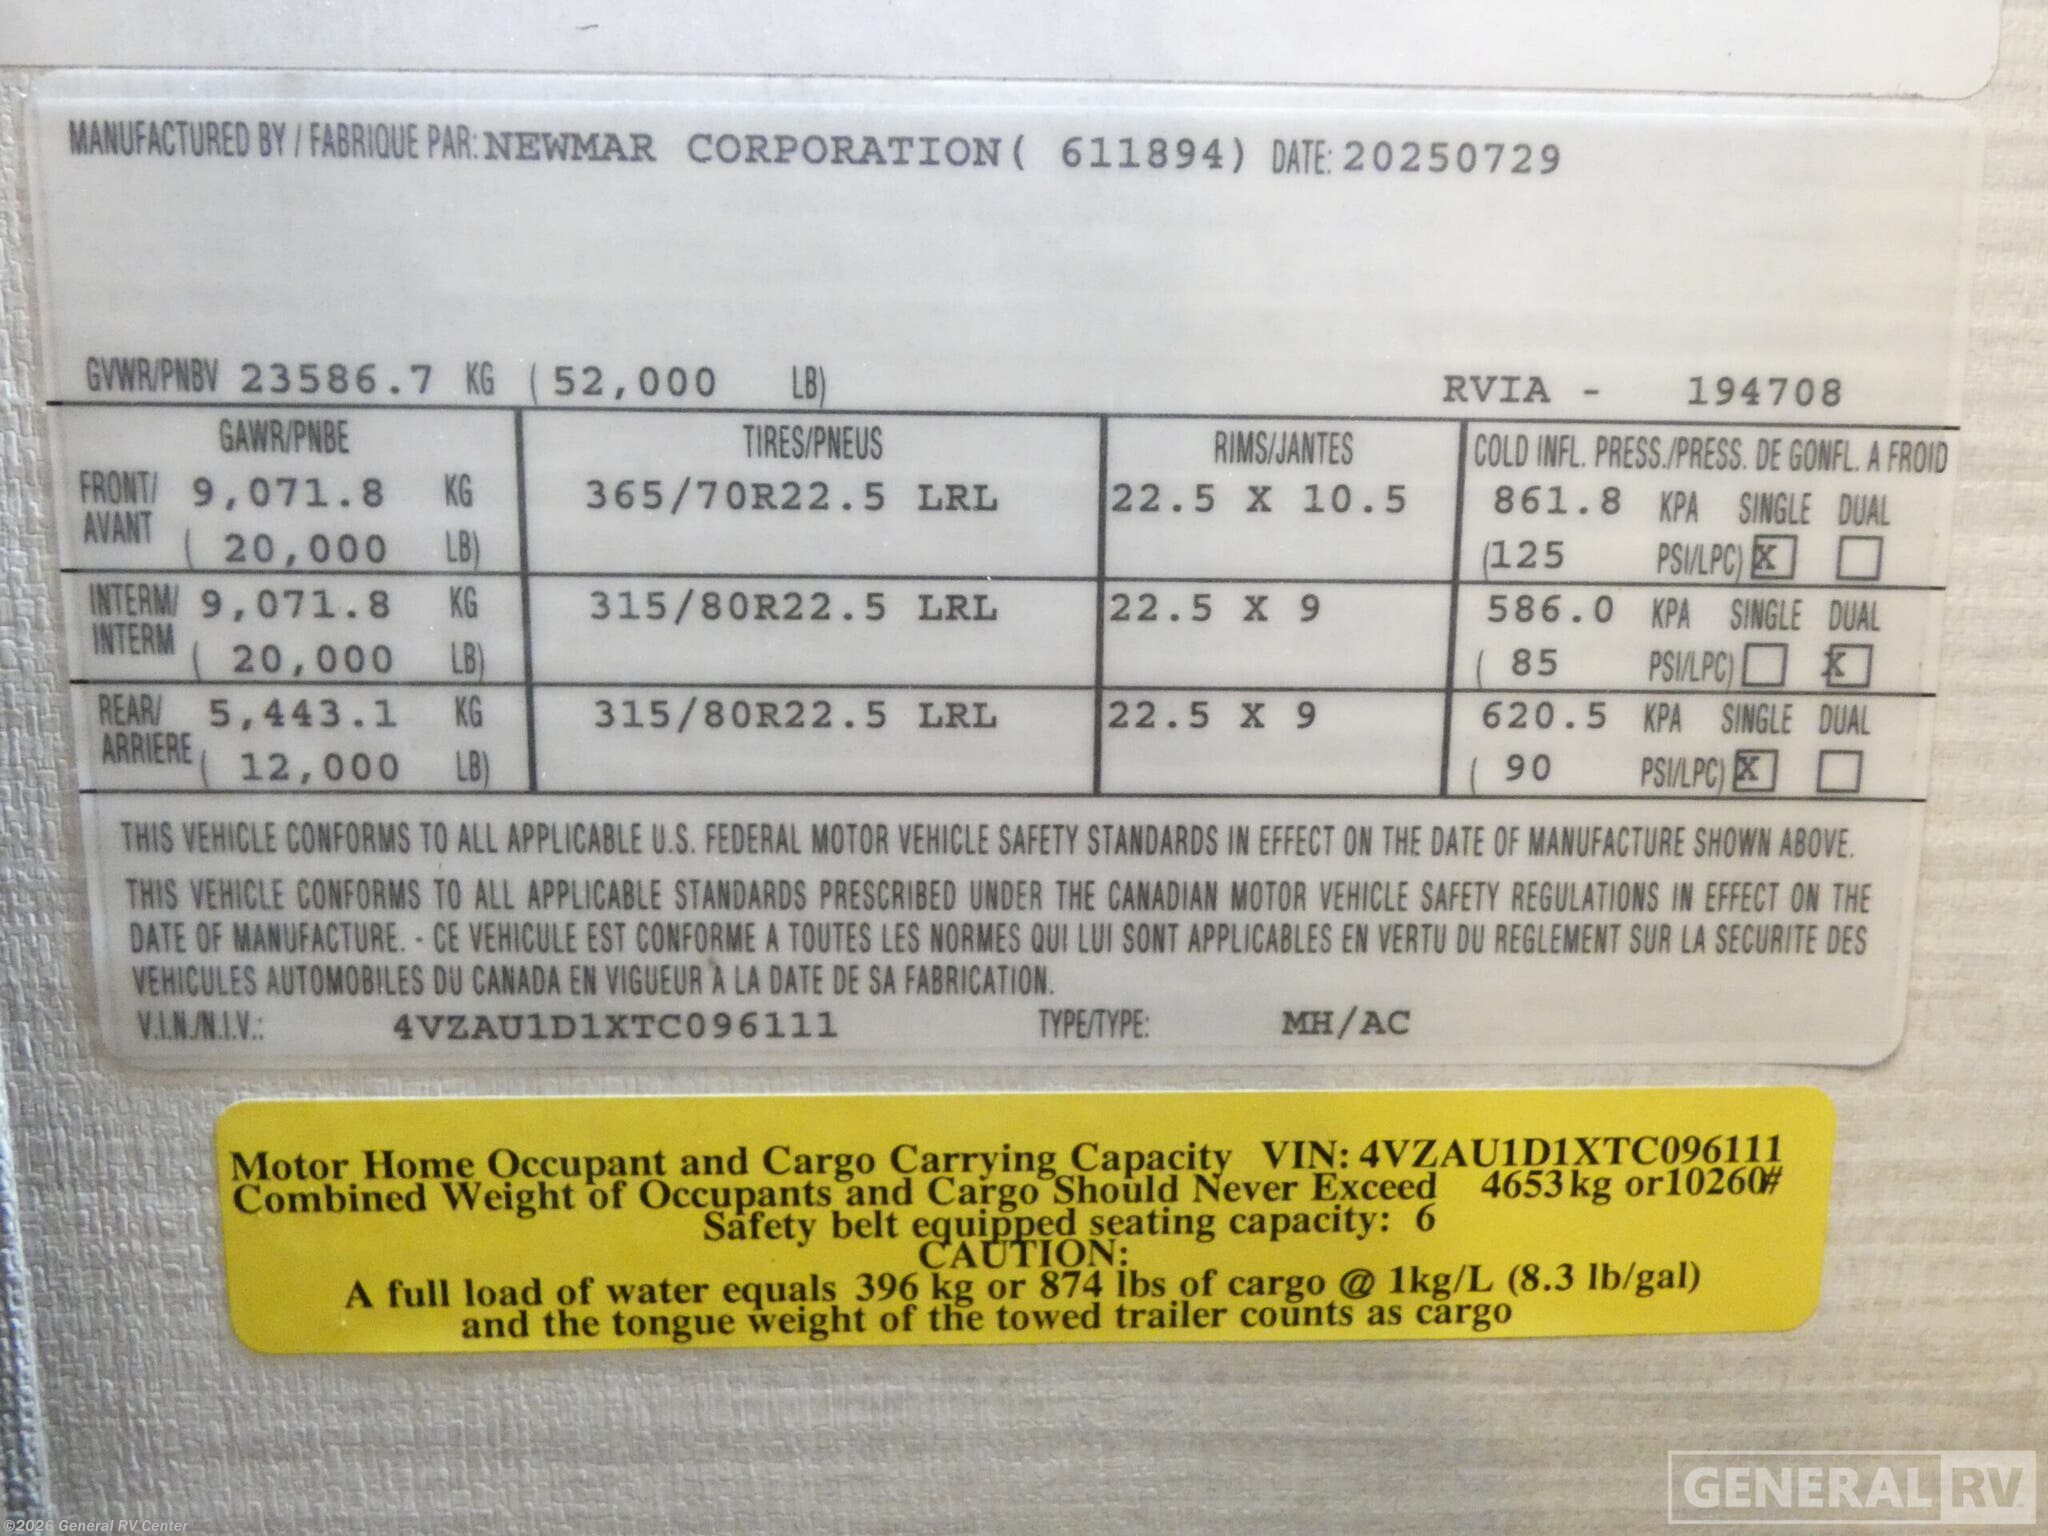 MANUFACTURED BY / FABRIQUE PAR: NEWMAR CORPORATION( 611894) DATE: 20250729
GVWR/PNBV 23586.7 KG (52,000 LB) RVIA - 194708
GAWR/PNBE TIRES/PNEUS RIMS/JANTES COLD INFL. PRESS./PRESS. DE GONFL. A FROID
FRONT/ 9,071.8 KG 365/70R22.5 LRL 22.5 X 10.5 861.8 KPA SINGLE DUAL
AVANT ( 20,000 LB) (125 PSI/LPC) X
INTERM/ 9,071.8 KG 315/80R22.5 LRL 22.5 X 9 586.0 KPA SINGLE DUAL
INTERM ( 20,000 LB) ( 85 PSI/LPC) X
REAR/ 5,443.1 KG 315/80R22.5 LRL 22.5 X 9 620.5 KPA SINGLE DUAL
ARRIERE ( 12,000 LB) ( 90 PSI/LPC) X
THIS VEHICLE CONFORMS TO ALL APPLICABLE U.S. FEDERAL MOTOR VEHICLE SAFETY STANDARDS IN EFFECT ON THE DATE OF MANUFACTURE SHOWN ABOVE.
THIS VEHICLE CONFORMS TO ALL APPLICABLE STANDARDS PRESCRIBED UNDER THE CANADIAN MOTOR VEHICLE SAFETY REGULATIONS IN EFFECT ON THE
DATE OF MANUFACTURE. - CE VEHICULE EST CONFORME A TOUTES LES NORMES QUI LUI SONT APPLICABLES EN VERTU DU REGLEMENT SUR LA SECURITE DES
VEHICULES AUTOMOBILES DU CANADA EN VIGUEUR A LA DATE DE SA FABRICATION.
V.I.N./N.I.V.: 4VZAU1D1XTC096111 TYPE/TYPE: MH/AC
Motor Home Occupant and Cargo Carrying Capacity VIN: 4VZAU1D1XTC096111
Combined Weight of Occupants and Cargo Should Never Exceed 4653 kg or 10260#
Safety belt equipped seating capacity: 6
CAUTION:
A full load of water equals 396 kg or 874 lbs of cargo @ 1kg/L (8.3 lb/gal)
and the tongue weight of the towed trailer counts as cargo
GENERAL RV
©2026 General RV Center